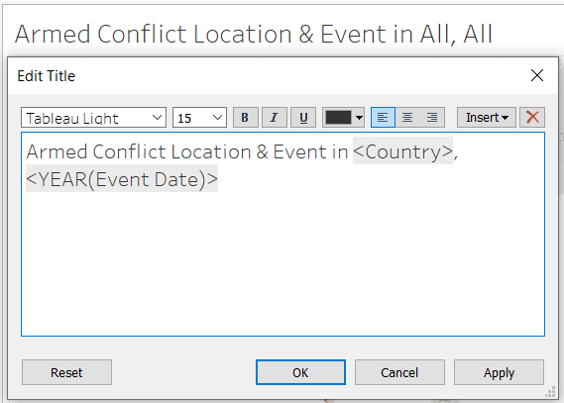 Armed Conflict Location & Event in All, All
Edit Title
Tableau Light 15 B I U Insert
Armed Conflict Location & Event in <Country>,
<YEAR(Event Date)>
Reset OK Cancel Apply